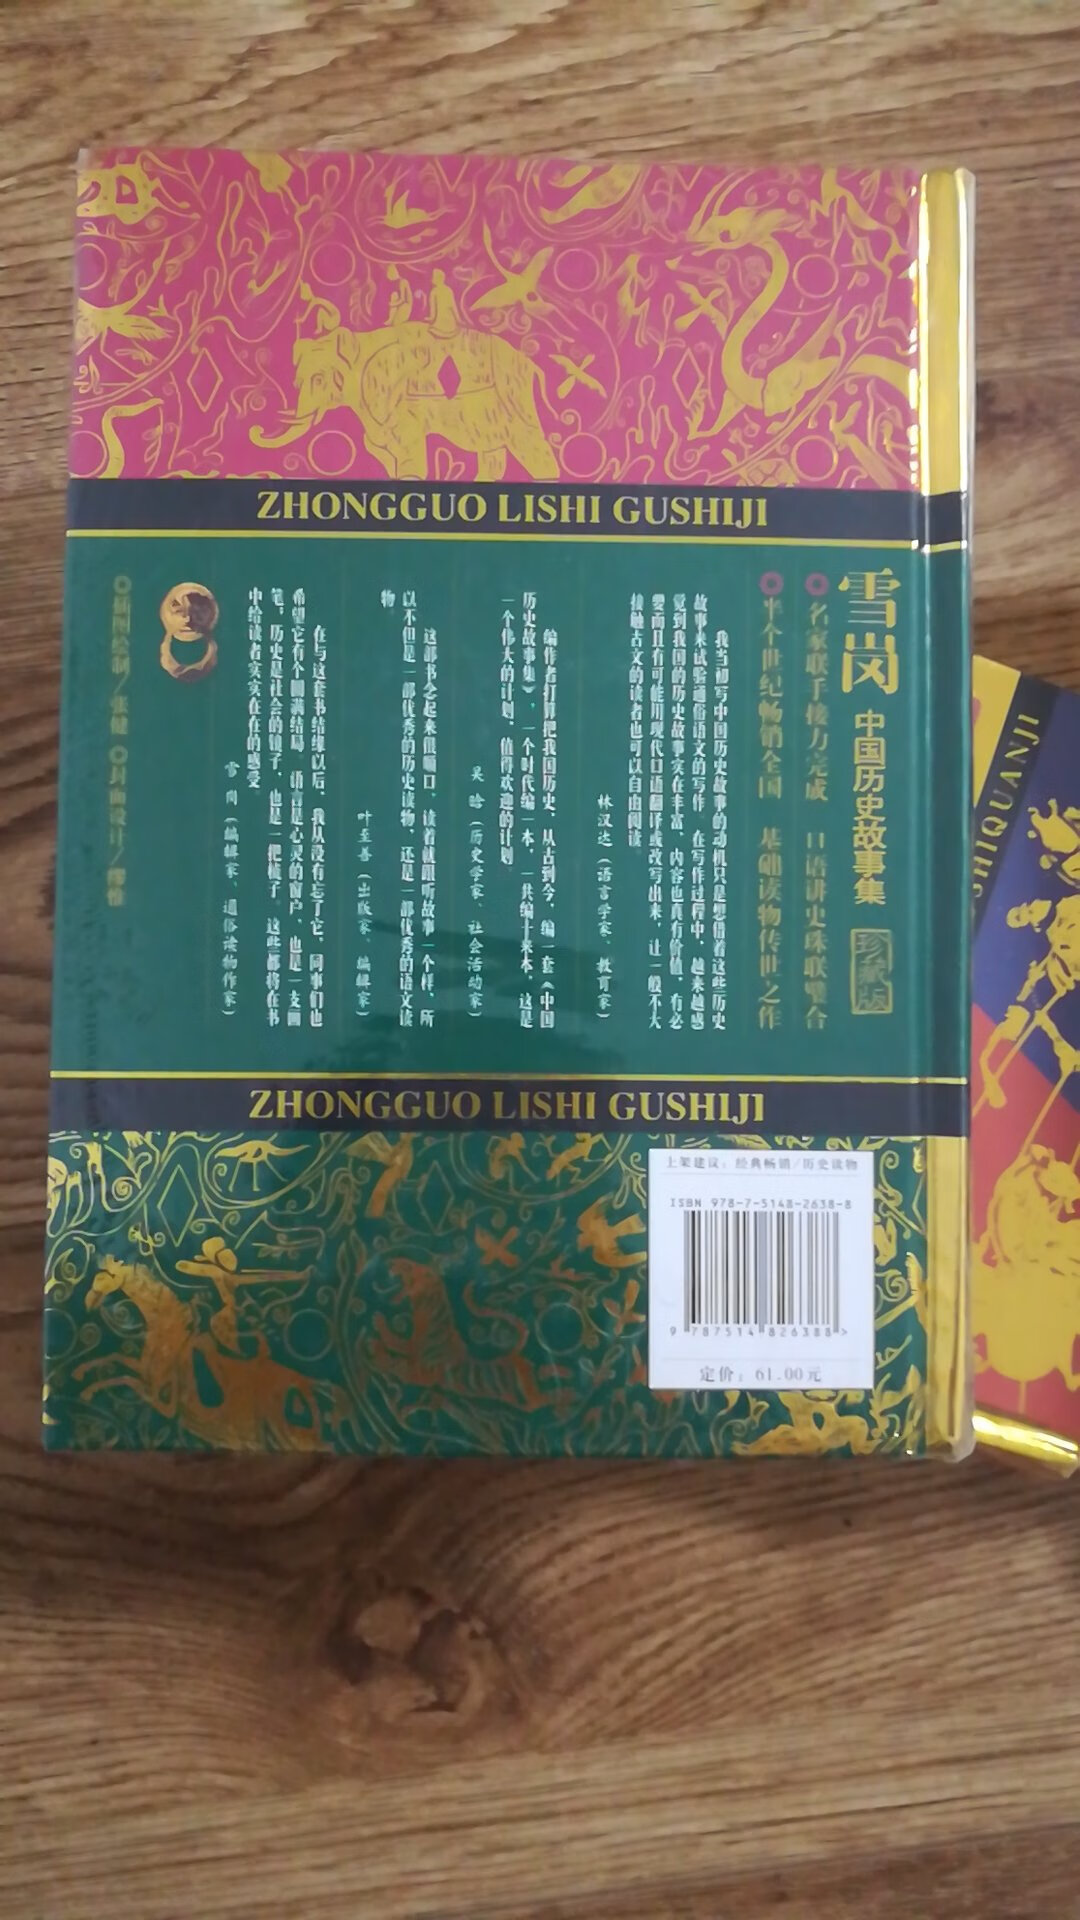 ZHONGGUO LISHI GUSHIJI
雪岗
中国历史故事集
珍藏版
名家联手接力完成 口语讲史珠联璧合
半个世纪畅销全国 基础读物传世之作
我当初写中国历史故事的动机只是想借着这些历史
故事来试验通俗语文的写作。在写作过程中,越来越感
觉到我国的历史故事实在丰富,内容也真有价值,有必
要而且有可能用现代口语翻译或改写出来,让一般不大
接触古文的读者也可以自由阅读。
林汉达(语言学家、教育家)
编作者打算把我国历史,从古到今,编一套《中国
历史故事集》,一个时代编一本,一共编十来本,这是
一个伟大的计划,值得欢迎的计划。
吴晗(历史学家、社会活动家)
这部书念起来很顺口,读着就跟听故事一个样,所
以不但是一部优秀的历史读物,还是一部优秀的语文读
物。
叶至善(出版家、编辑家)
在与这套书结缘以后,我从没有忘了它,同事们也
希望它有个圆满结局。语言是心灵的窗户,也是一支画
笔,历史是社会的镜子,也是一把梳子。这些都将在书
中给读者实实在在的感受。
雪岗(编辑家、通俗读物作家)
插图绘制/张健 封面设计/缪惟
ZHONGGUO LISHI GUSHIJI
上架建议:经典畅销/历史读物
ISBN 978-7-5148-2638-8
9 787514 826388 >
定价:61.00元
SHIQUANJI